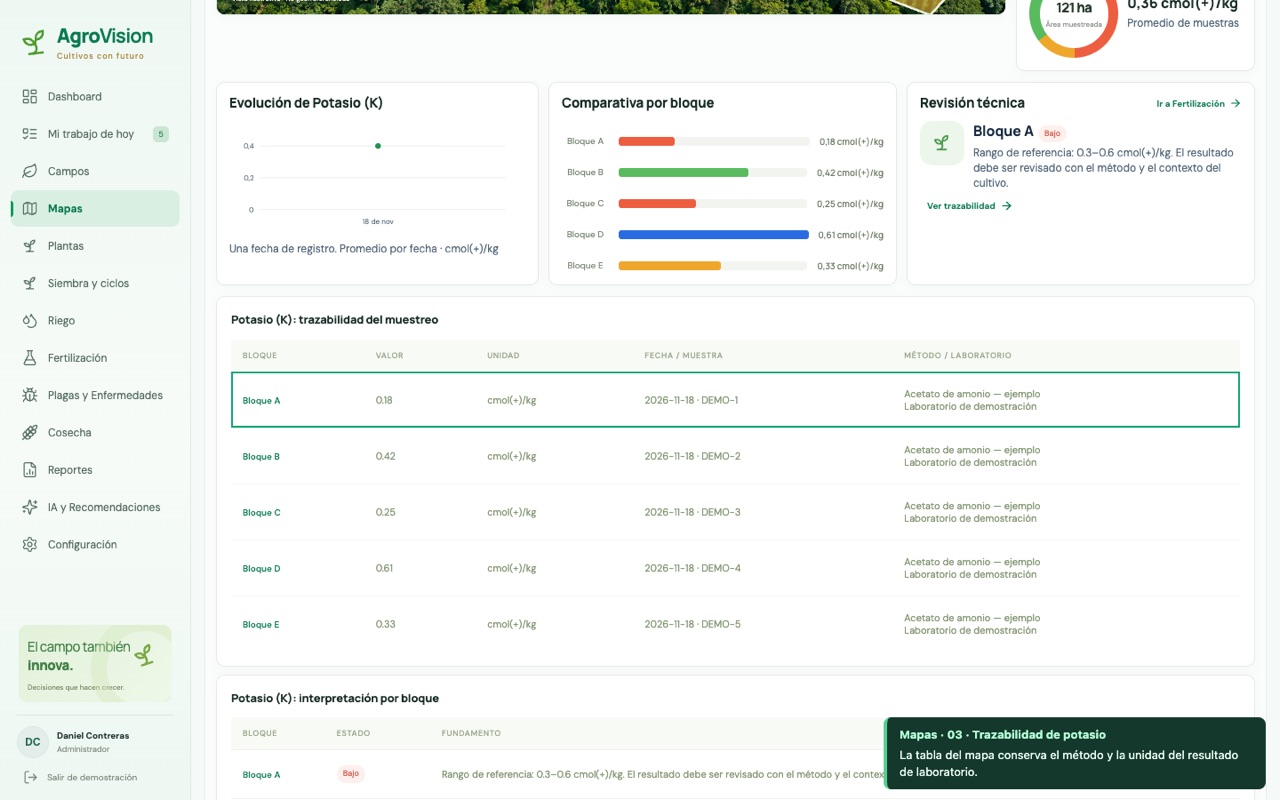 AgroVision
Cultivos con futuro
Dashboard
Mi trabajo de hoy 5
Campos
Mapas
Plantas
Siembra y ciclos
Riego
Fertilización
Plagas y Enfermedades
Cosecha
Reportes
IA y Recomendaciones
Configuración
El campo también
innova.
Decisiones que hacen crecer.
DC
Daniel Contreras
Administrador
Salir de demostración
121 ha
Área muestreada
0,36 cmol(+)/kg
Promedio de muestras
Evolución de Potasio (K)
0,4
0,2
0
18 de nov
Una fecha de registro. Promedio por fecha · cmol(+)/kg
Comparativa por bloque
Bloque A 0,18 cmol(+)/kg
Bloque B 0,42 cmol(+)/kg
Bloque C 0,25 cmol(+)/kg
Bloque D 0,61 cmol(+)/kg
Bloque E 0,33 cmol(+)/kg
Revisión técnica Ir a Fertilización
Bloque A Bajo
Rango de referencia: 0.3–0.6 cmol(+)/kg. El resultado
debe ser revisado con el método y el contexto del
cultivo.
Ver trazabilidad
Potasio (K): trazabilidad del muestreo
BLOQUE VALOR UNIDAD FECHA / MUESTRA MÉTODO / LABORATORIO
Bloque A 0.18 cmol(+)/kg 2026-11-18 · DEMO-1 Acetato de amonio — ejemplo
Laboratorio de demostración
Bloque B 0.42 cmol(+)/kg 2026-11-18 · DEMO-2 Acetato de amonio — ejemplo
Laboratorio de demostración
Bloque C 0.25 cmol(+)/kg 2026-11-18 · DEMO-3 Acetato de amonio — ejemplo
Laboratorio de demostración
Bloque D 0.61 cmol(+)/kg 2026-11-18 · DEMO-4 Acetato de amonio — ejemplo
Laboratorio de demostración
Bloque E 0.33 cmol(+)/kg 2026-11-18 · DEMO-5 Acetato de amonio — ejemplo
Laboratorio de demostración
Potasio (K): interpretación por bloque
BLOQUE ESTADO FUNDAMENTO
Bloque A Bajo Rango de referencia: 0.3–0.6 cmol(+)/kg. El resultado debe ser revisado con el método y el contex
Mapas · 03 · Trazabilidad de potasio
La tabla del mapa conserva el método y la unidad del resultado
de laboratorio.